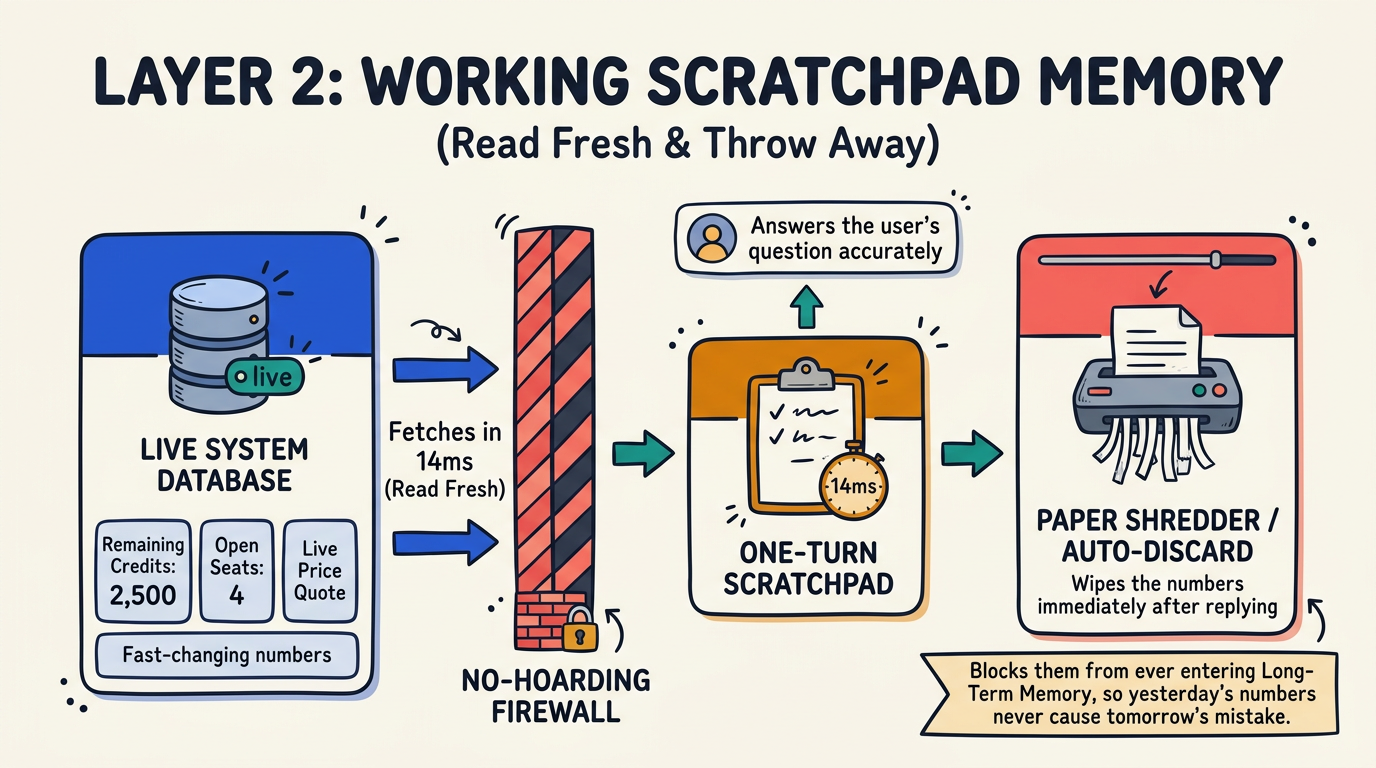 LAYER 2: WORKING SCRATCHPAD MEMORY
(Read Fresh & Throw Away)
live
LIVE SYSTEM
DATABASE
Remaining
Credits:
2,500
Open
Seats:
4
Live
Price
Quote
Fast-changing numbers
Fetches in
14ms
(Read Fresh)
NO-HOARDING
FIREWALL
Answers the user's
question accurately
14ms
ONE-TURN
SCRATCHPAD
PAPER SHREDDER /
AUTO-DISCARD
Wipes the numbers
immediately after replying
Blocks them from ever entering Long-
Term Memory, so yesterday's numbers
never cause tomorrow's mistake.